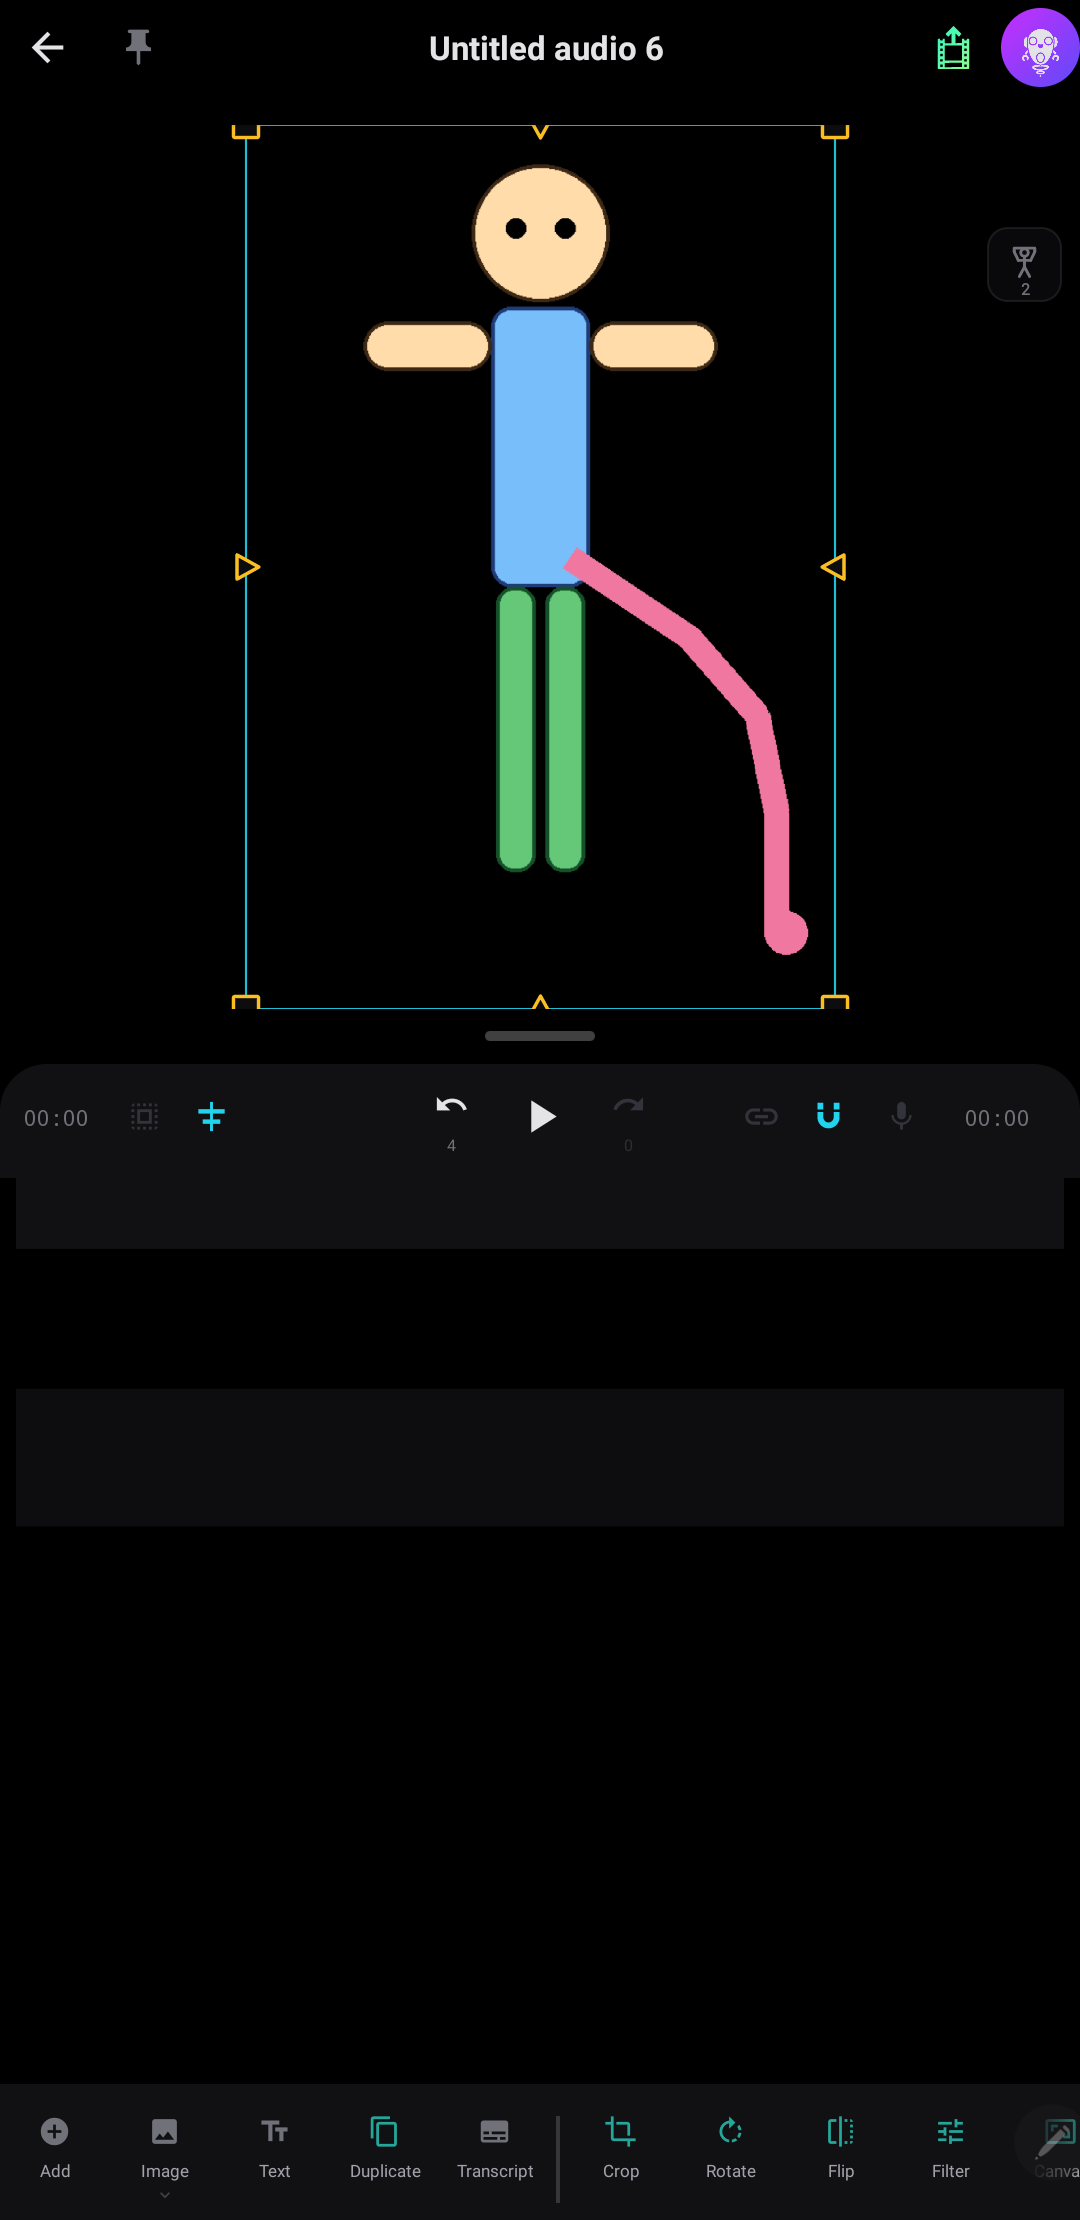 Untitled audio 6
2
00:00
4
0
00:00
Add
Image
Text
Duplicate
Transcript
Crop
Rotate
Flip
Filter
Canva